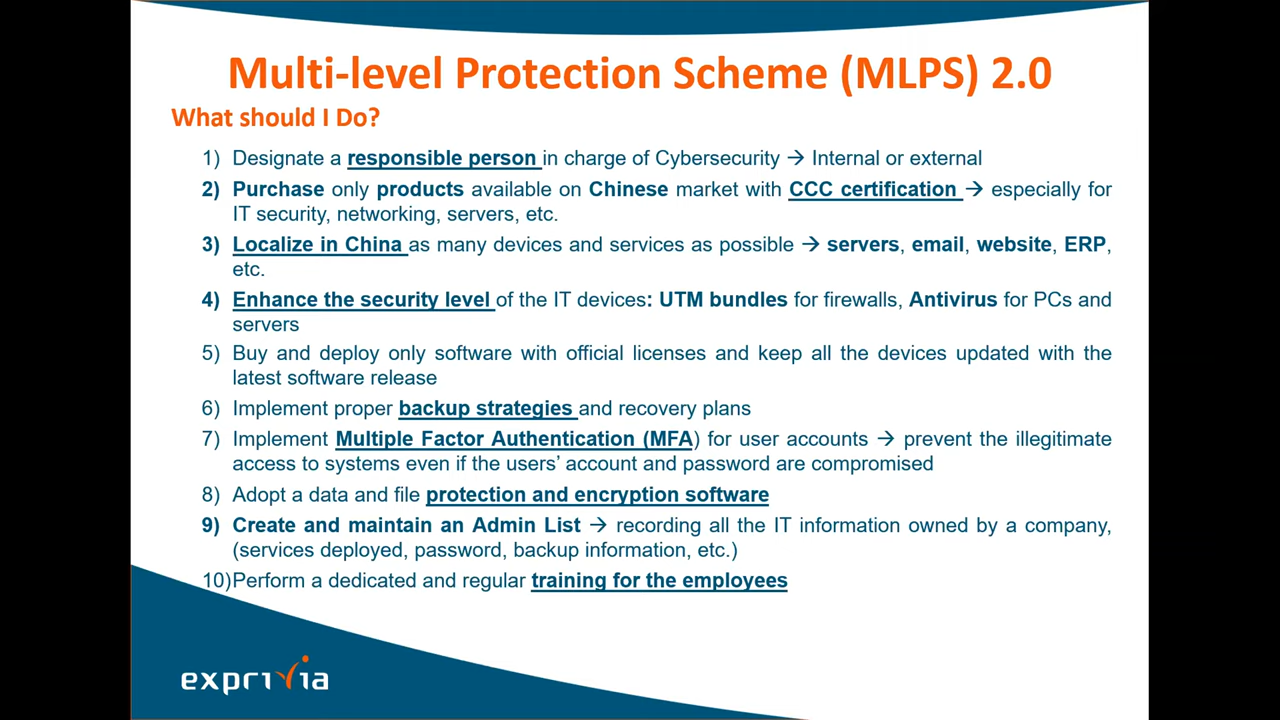 Multi-level Protection Scheme (MLPS) 2.0
What should I Do?
1) Designate a responsible person in charge of Cybersecurity → Internal or external
2) Purchase only products available on Chinese market with CCC certification → especially for
IT security, networking, servers, etc.
3) Localize in China as many devices and services as possible → servers, email, website, ERP,
etc.
4) Enhance the security level of the IT devices: UTM bundles for firewalls, Antivirus for PCs and
servers
5) Buy and deploy only software with official licenses and keep all the devices updated with the
latest software release
6) Implement proper backup strategies and recovery plans
7) Implement Multiple Factor Authentication (MFA) for user accounts → prevent the illegitimate
access to systems even if the users’ account and password are compromised
8) Adopt a data and file protection and encryption software
9) Create and maintain an Admin List → recording all the IT information owned by a company,
(services deployed, password, backup information, etc.)
10)Perform a dedicated and regular training for the employees
exprivia